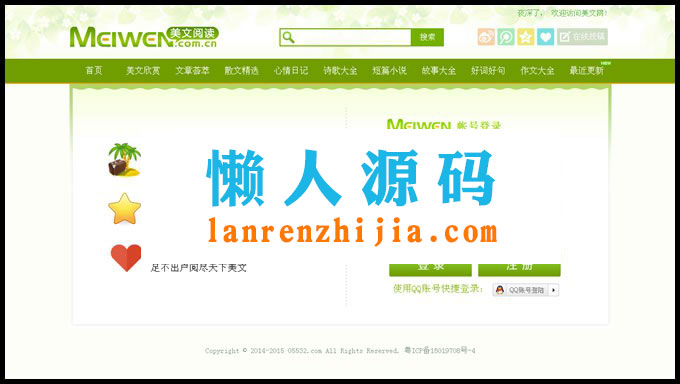 夜深了, 欢迎访问美文网!
MEIWEN 美文阅读
.com.cn
搜索
在线投稿
首页 美文欣赏 文章荟萃 散文精选 心情日记 诗歌大全 短篇小说 故事大全 好词好句 作文大全 最近更新 NEW
MEIWEN 帐号登录
懒人源码
lanrenzhijia.com
足不出户阅尽天下美文
登录 注册
使用QQ账号快捷登录: QQ帐号登陆
Copyright © 2014-2015 05532.com All Rights Reserved. 粤ICP备15019708号-4